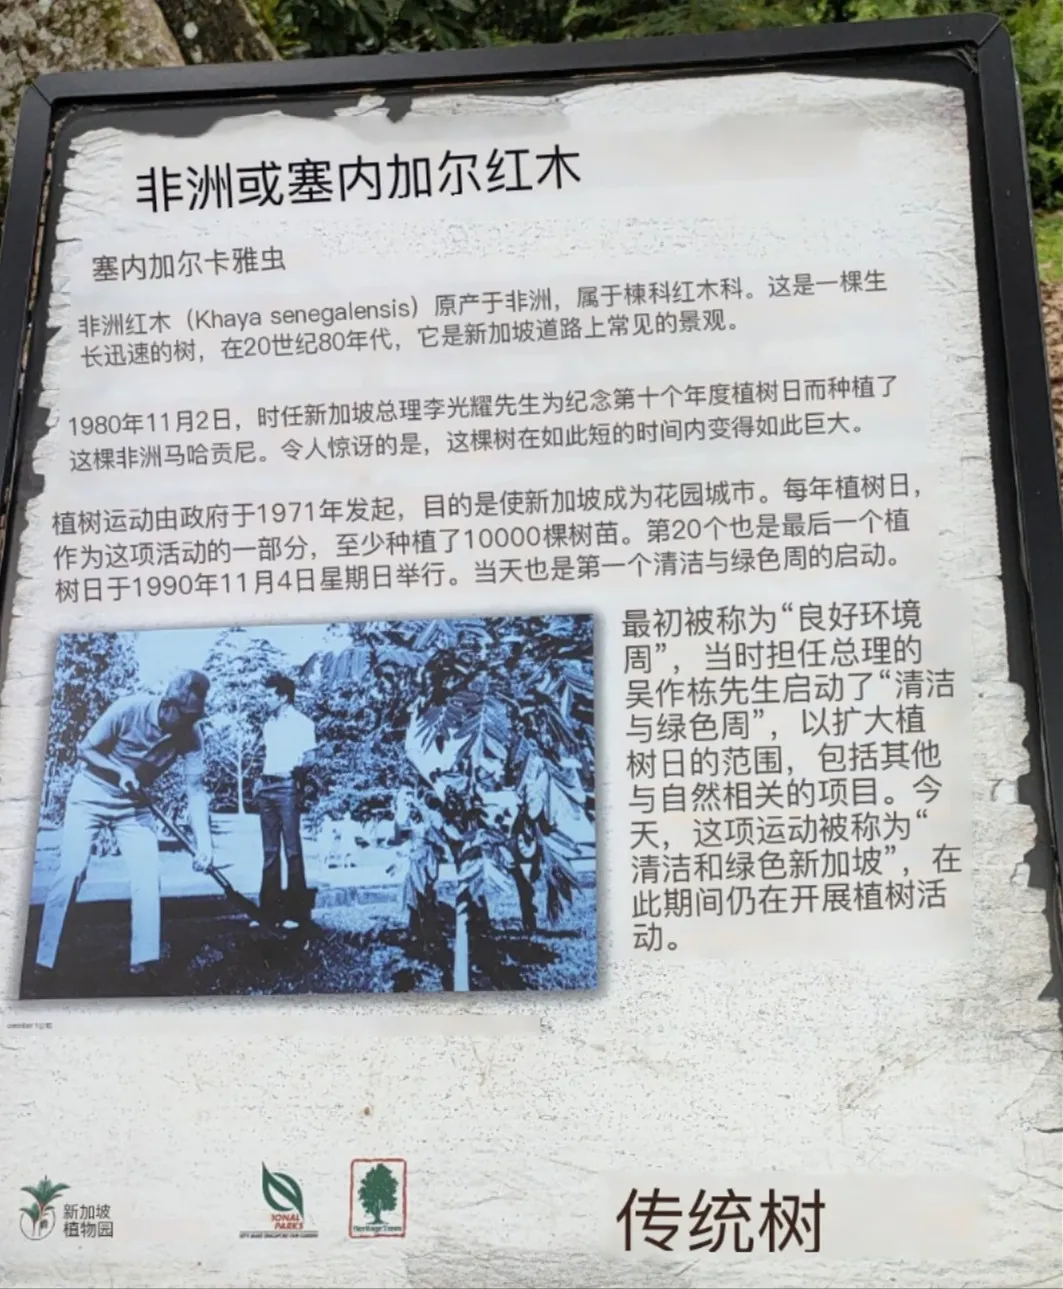 非洲或塞内加尔红木
塞内加尔卡雅虫
非洲红木（Khaya senegalensis）原产于非洲，属于楝科红木科。这是一棵生
长迅速的树，在20世纪80年代，它是新加坡道路上常见的景观。
1980年11月2日，时任新加坡总理李光耀先生为纪念第十个年度植树日而种植了
这棵非洲马哈贡尼。令人惊讶的是，这棵树在如此短的时间内变得如此巨大。
植树运动由政府于1971年发起，目的是使新加坡成为花园城市。每年植树日，
作为这项活动的一部分，至少种植了10000棵树苗。第20个也是最后一个植
树日于1990年11月4日星期日举行。当天也是第一个清洁与绿色周的启动。
最初被称为“良好环境
周”，当时担任总理的
吴作栋先生启动了“清洁
与绿色周”，以扩大植
树日的范围，包括其他
与自然相关的项目。今
天，这项运动被称为“
清洁和绿色新加坡”，在
此期间仍在开展植树活
动。
新加坡
植物园
IONAL
PARKS
Heritage Trees
传统树